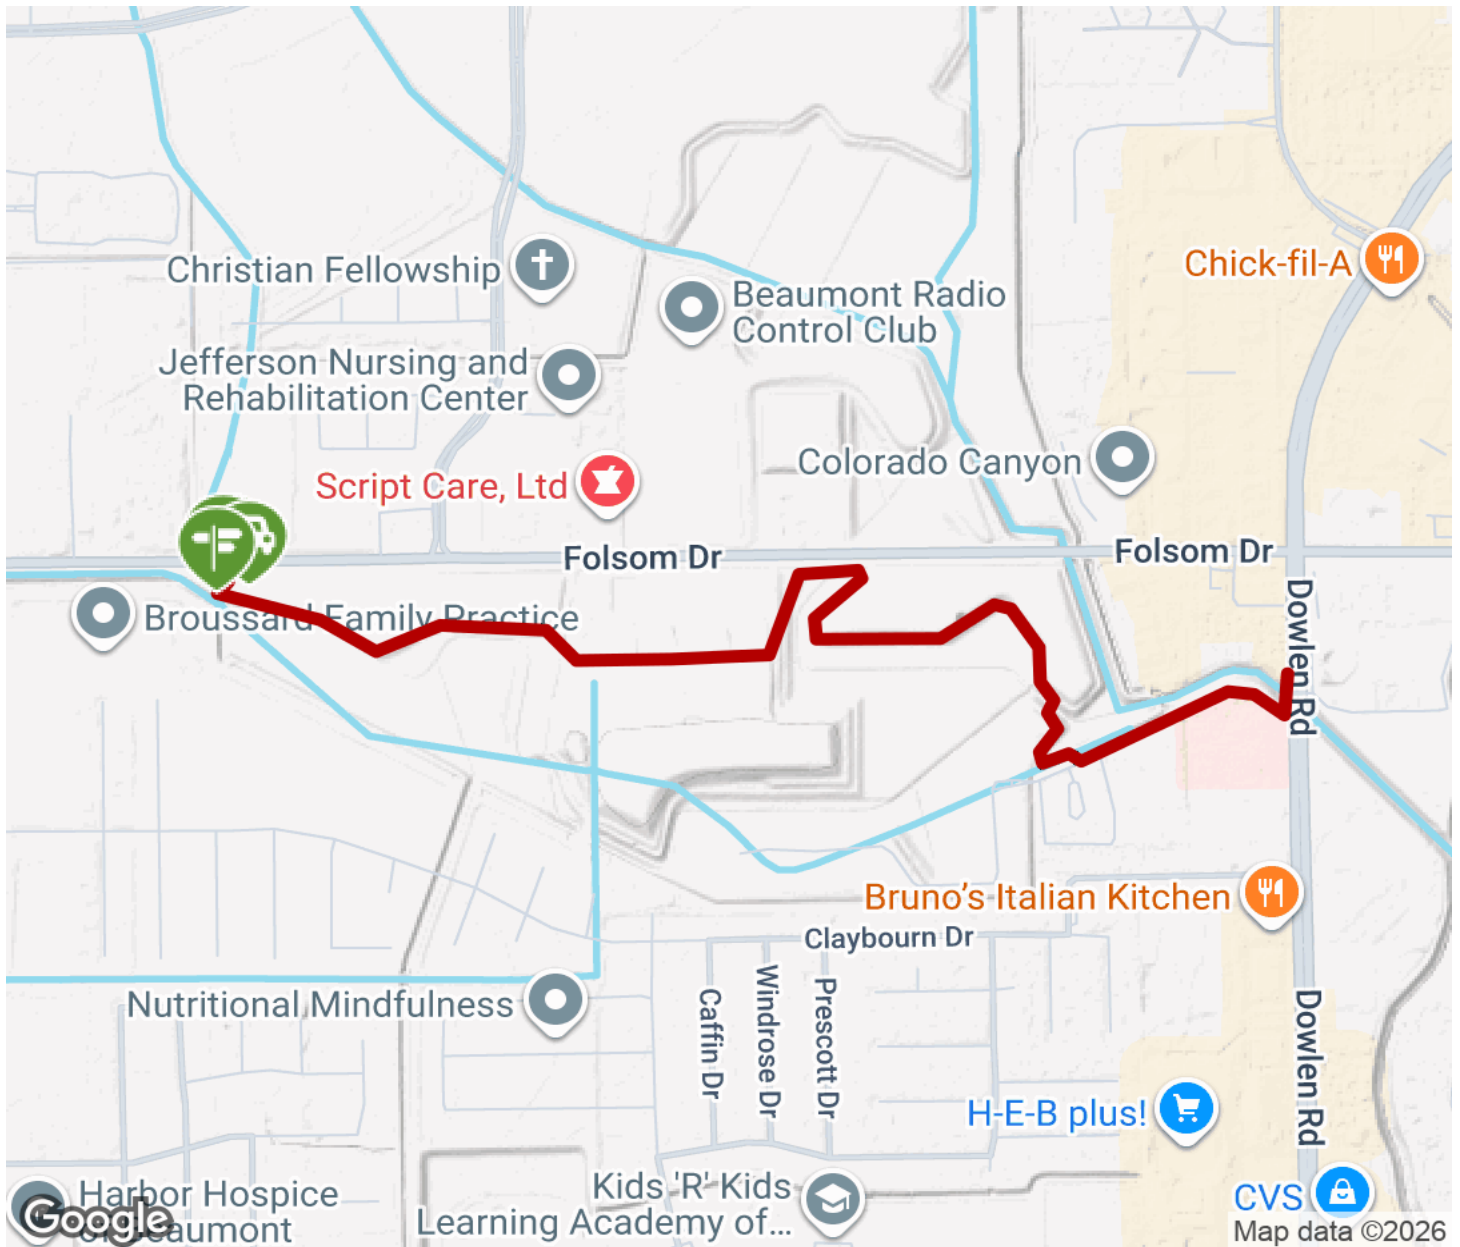 Chick-fil-A
Christian Fellowship
Beaumont Radio
Control Club
Jefferson Nursing and
Rehabilitation Center
Colorado Canyon
Script Care, Ltd
Folsom Dr
Folsom Dr
Dowlen Rd
Broussard Family Practice
Bruno's Italian Kitchen
Claybourn Dr
Nutritional Mindfulness
Caffin Dr
Windrose Dr
Prescott Dr
Dowlen Rd
H-E-B plus!
Kids 'R' Kids
Learning Academy of...
Harbor Hospice
of Beaumont
CVS
Google
Map data ©2026